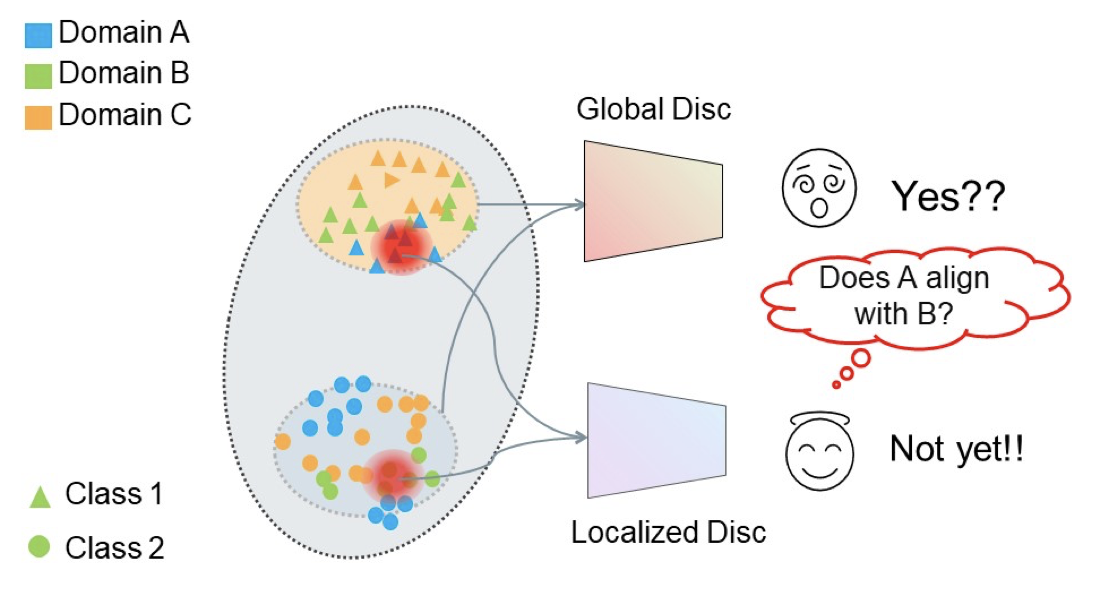 Domain A
Domain B
Domain C
Global Disc
Yes??
Does A align
with B?
Not yet!!
Localized Disc
Class 1
Class 2